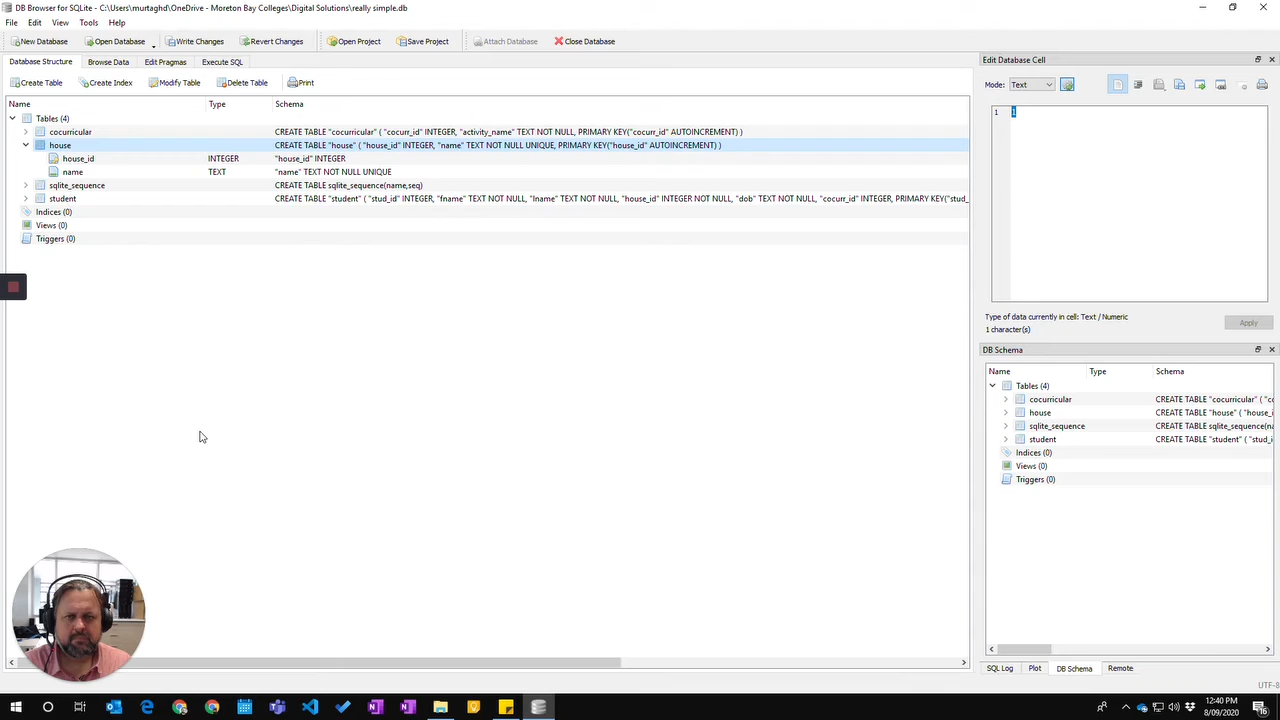 DB Browser for SQLite - C:\Users\murtaghd\OneDrive - Moreton Bay Colleges\Digital Solutions\really simple.db
File Edit View Tools Help
New Database Open Database Write Changes Revert Changes Open Project Save Project Attach Database Close Database
Database Structure Browse Data Edit Pragmas Execute SQL
Create Table Create Index Modify Table Delete Table Print
Name Type Schema
Tables (4)
cocurricular CREATE TABLE "cocurricular" ( "cocurr_id" INTEGER, "activity_name" TEXT NOT NULL, PRIMARY KEY("cocurr_id" AUTOINCREMENT) )
house CREATE TABLE "house" ( "house_id" INTEGER, "name" TEXT NOT NULL UNIQUE, PRIMARY KEY("house_id" AUTOINCREMENT) )
house_id INTEGER "house_id" INTEGER
name TEXT "name" TEXT NOT NULL UNIQUE
sqlite_sequence CREATE TABLE sqlite_sequence(name,seq)
student CREATE TABLE "student" ( "stud_id" INTEGER, "fname" TEXT NOT NULL, "lname" TEXT NOT NULL, "house_id" INTEGER NOT NULL, "dob" TEXT NOT NULL, "cocurr_id" INTEGER, PRIMARY KEY("stud_
Indices (0)
Views (0)
Triggers (0)
Edit Database Cell
Mode: Text
1 1
Type of data currently in cell: Text / Numeric
1 character(s)
Apply
DB Schema
Name Type Schema
Tables (4)
cocurricular CREATE TABLE "cocurricular" ( "cc
house CREATE TABLE "house" ( "house_i
sqlite_sequence CREATE TABLE sqlite_sequence(na
student CREATE TABLE "student" ( "stud_i
Indices (0)
Views (0)
Triggers (0)
SQL Log Plot DB Schema Remote
UTF-8
12:40 PM
8/09/2020
16